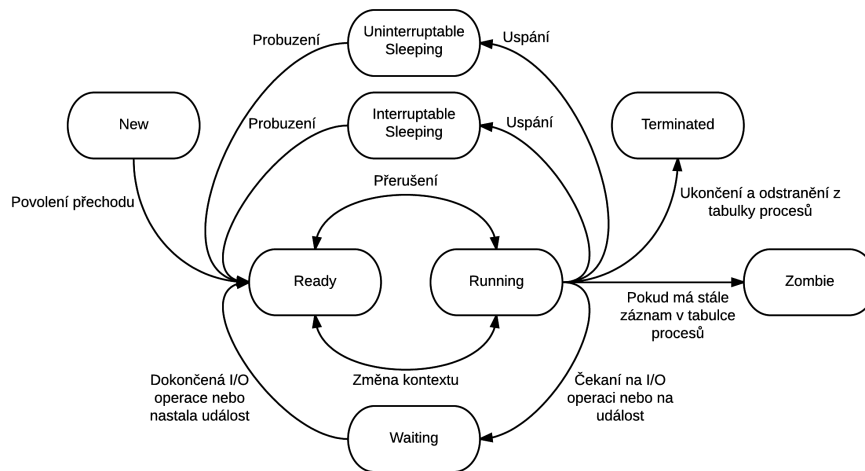 Uninterruptable
Sleeping
Probuzení
Uspání
New
Interruptable
Sleeping
Terminated
Probuzení
Uspání
Přerušení
Povolení přechodu
Ukončení a odstranění z
tabulky procesů
Ready
Running
Zombie
Pokud má stále
záznam v tabulce
procesů
Dokončená I/O
operace nebo
nastala událost
Změna kontextu
Čekaní na I/O
operaci nebo na
událost
Waiting